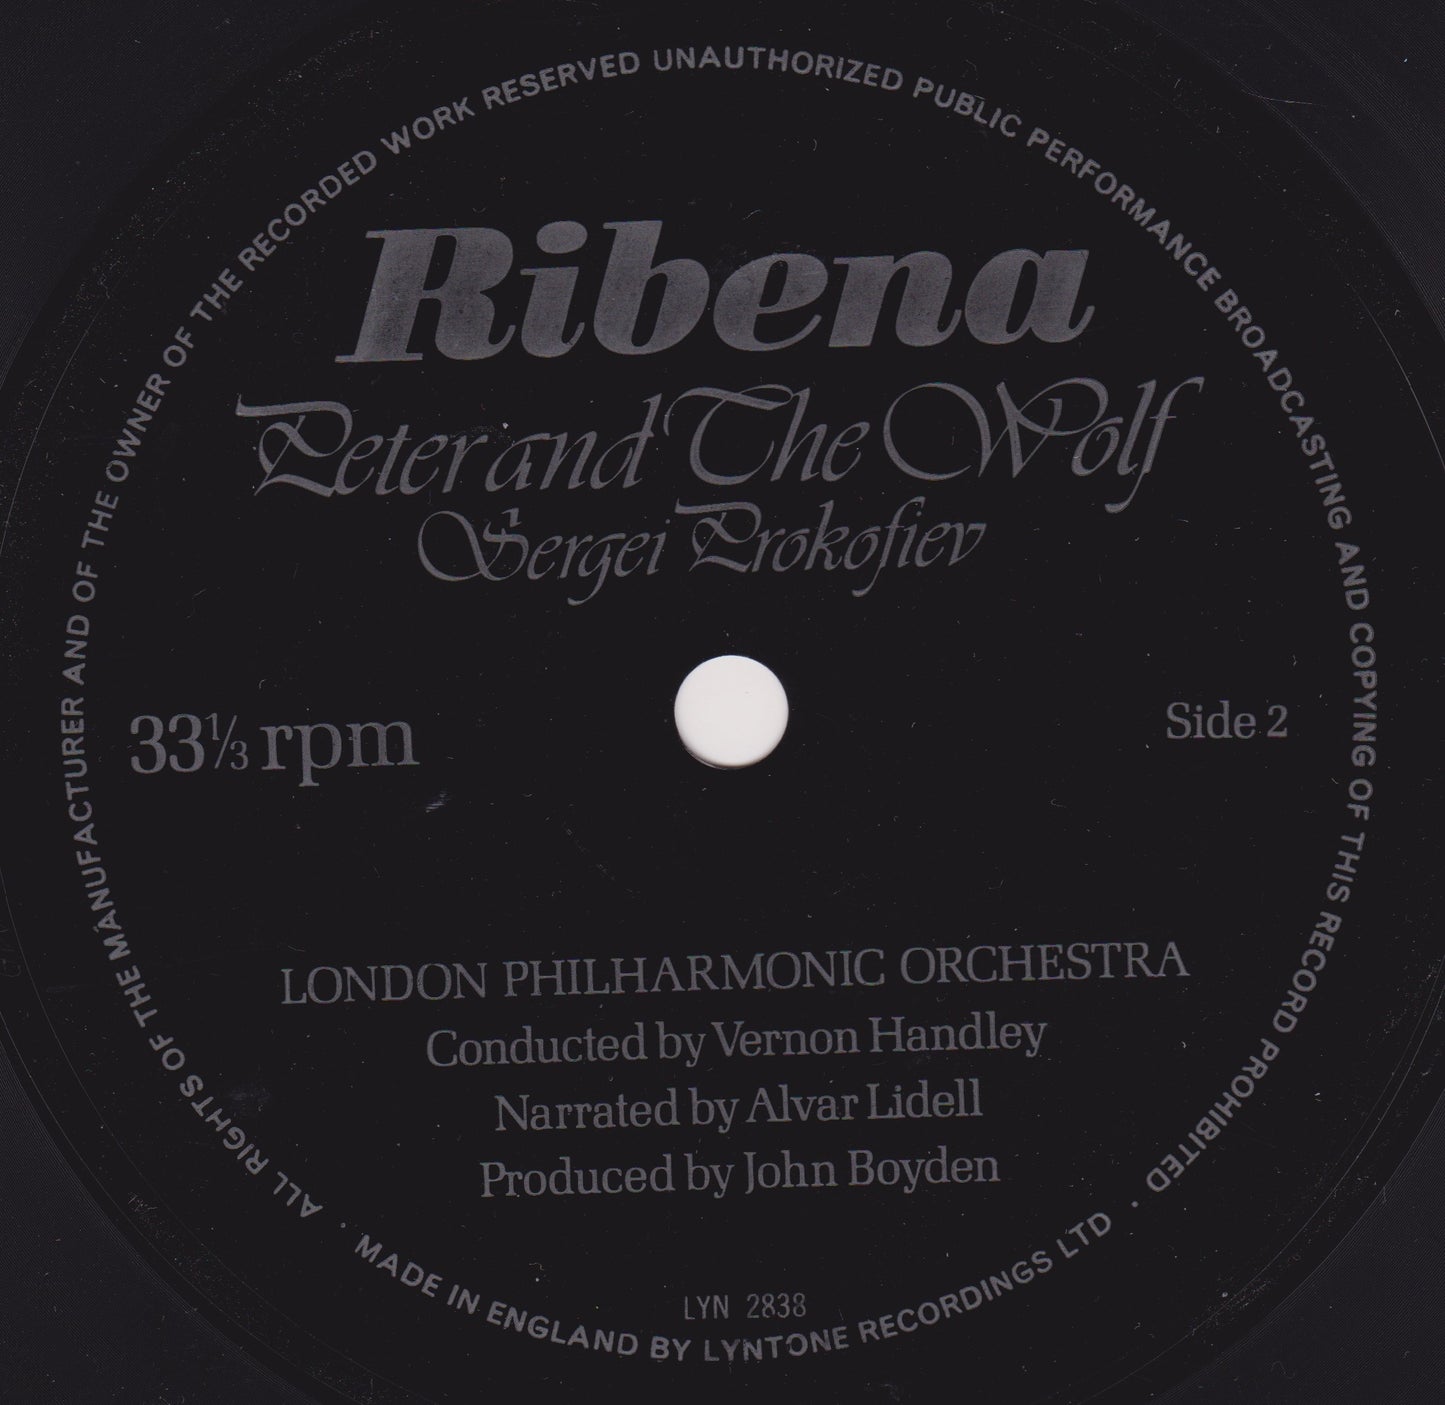 ALL RIGHTS OF THE MANUFACTURER AND OF THE OWNER OF THE RECORDED WORK RESERVED UNAUTHORIZED PUBLIC PERFORMANCE BROADCASTING AND COPYING OF THIS RECORD PROHIBITED ·
Ribena
Peter and The Wolf
Sergei Prokofiev
33⅓ rpm
Side 2
LONDON PHILHARMONIC ORCHESTRA
Conducted by Vernon Handley
Narrated by Alvar Lidell
Produced by John Boyden
LYN 2838
· MADE IN ENGLAND BY LYNTONE RECORDINGS LTD